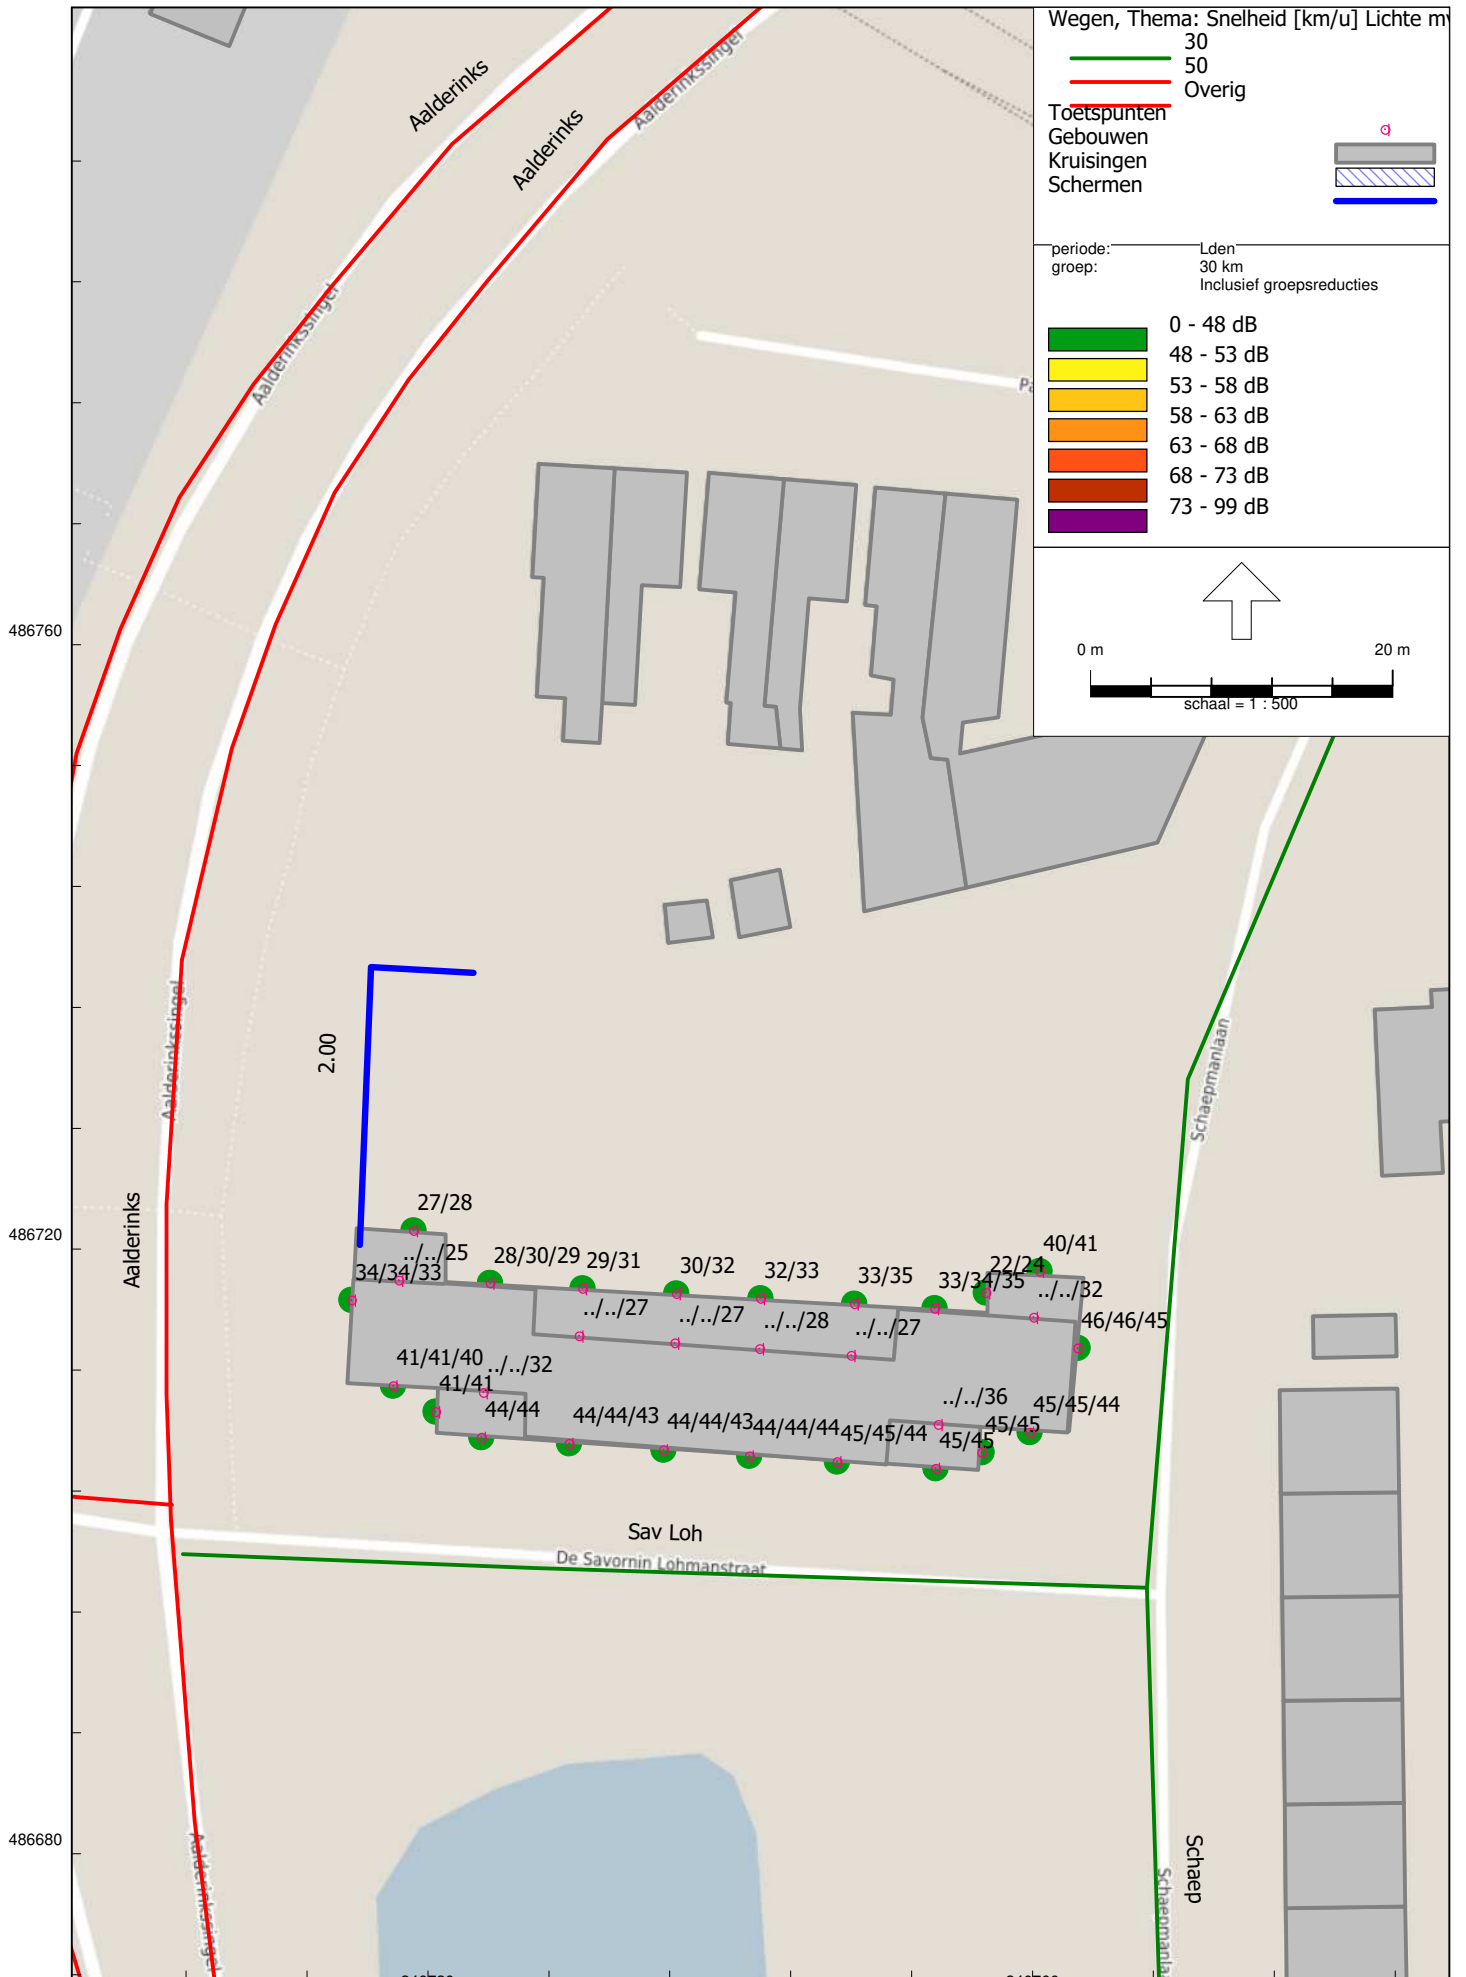 Wegen, Thema: Snelheid [km/u] Lichte
30
50
Overig
Toetspunten
Gebouwen
Kruisingen
Schermen
periode: Lden
groep: 30 km
Inclusief groepsreducties
0 - 48 dB
48 - 53 dB
53 - 58 dB
58 - 63 dB
63 - 68 dB
68 - 73 dB
73 - 99 dB
0 m 20 m
schaal = 1 : 500
Aalderinks
Aalderinkssingel
Aalderinks
Aalderinkssingel
486760
2.00
Aalderinkssingel
Schaepmanlaan
Aalderinks
486720
27/28
../../25
34/34/33
28/30/29
29/31
30/32
32/33
33/35
33/34/35
22/24
40/41
../../32
46/46/45
../../27
../../27
../../28
../../27
41/41/40
../../32
41/41
44/44
44/44/43
44/44/43
44/44/44
45/45/44
../../36
45/45
45/45
45/45/44
Sav Loh
De Savornin Lohmanstraat
486680
Aalderinkssingel
Schaep